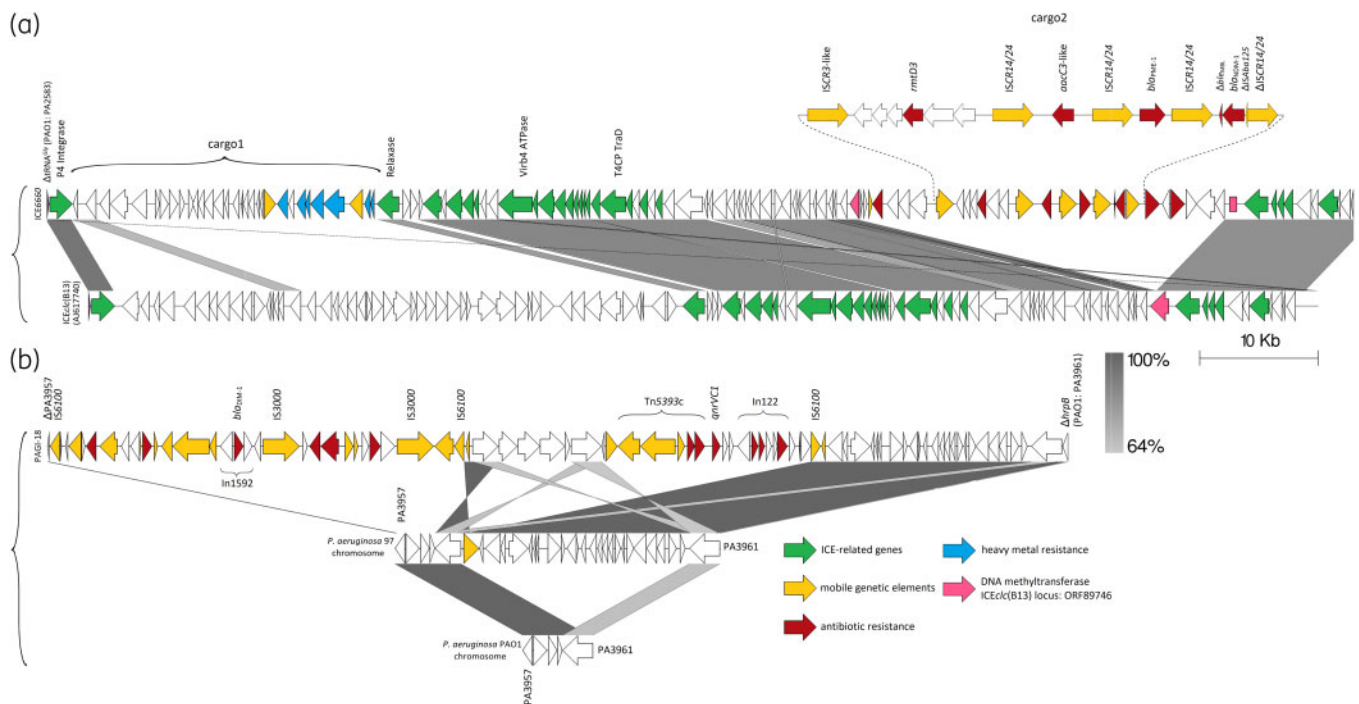 (a)
cargo2
ISCR3-like
rmtD3
ISCR14/24
aacC3-like
ISCR14/24
blaPME-1
ISCR14/24
ΔbleMBL
blaNDM-1
ΔISAba125
ΔISCR14/24
ΔtRNAGly (PAO1: PA2583)
P4 Integrase
cargo1
Relaxase
Virb4 ATPase
T4CP TraD
ICE6660
ICEclc(B13)
(AJ617740)
10 Kb
100%
64%
(b)
ΔPA3957
IS6100
blaDIM-1
IS3000
IS3000
IS6100
Tn5393c
qnrVC1
In122
IS6100
ΔhrpB
(PAO1: PA3961)
PAGI-18
In1592
PA3957
P. aeruginosa 97
chromosome
PA3961
P. aeruginosa PAO1
chromosome
PA3961
PA3957
ICE-related genes
mobile genetic elements
antibiotic resistance
heavy metal resistance
DNA methyltransferase
ICEclc(B13) locus: ORF89746